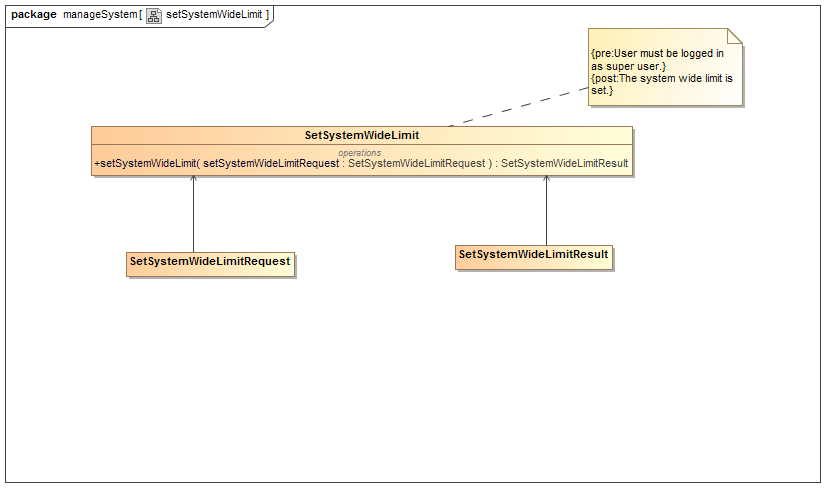 package manageSystem[ setSystemWideLimit ]
{pre:User must be logged in
as super user.}
{post:The system wide limit is
set.}
SetSystemWideLimit
operations
+setSystemWideLimit( setSystemWideLimitRequest : SetSystemWideLimitRequest ) : SetSystemWideLimitResult
SetSystemWideLimitRequest
SetSystemWideLimitResult